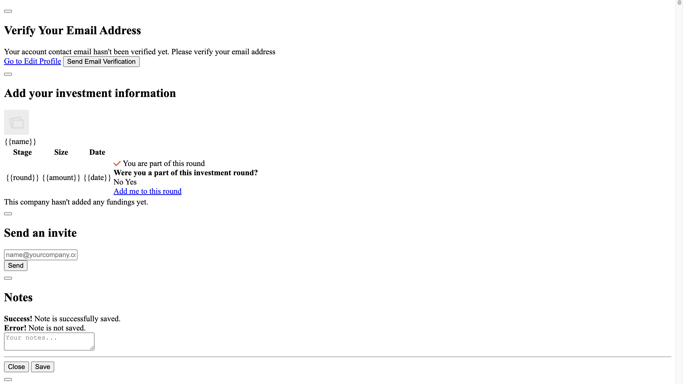 Verify Your Email Address
Your account contact email hasn't been verified yet. Please verify your email address
Go to Edit Profile Send Email Verification
Add your investment information
{{name}}
Stage Size Date
You are part of this round
Were you a part of this investment round?
{{round}} {{amount}} {{date}}
No Yes
Add me to this round
This company hasn't added any fundings yet.
Send an invite
name@yourcompany.co
Send
Notes
Success! Note is successfully saved.
Error! Note is not saved.
Your notes...
Close Save